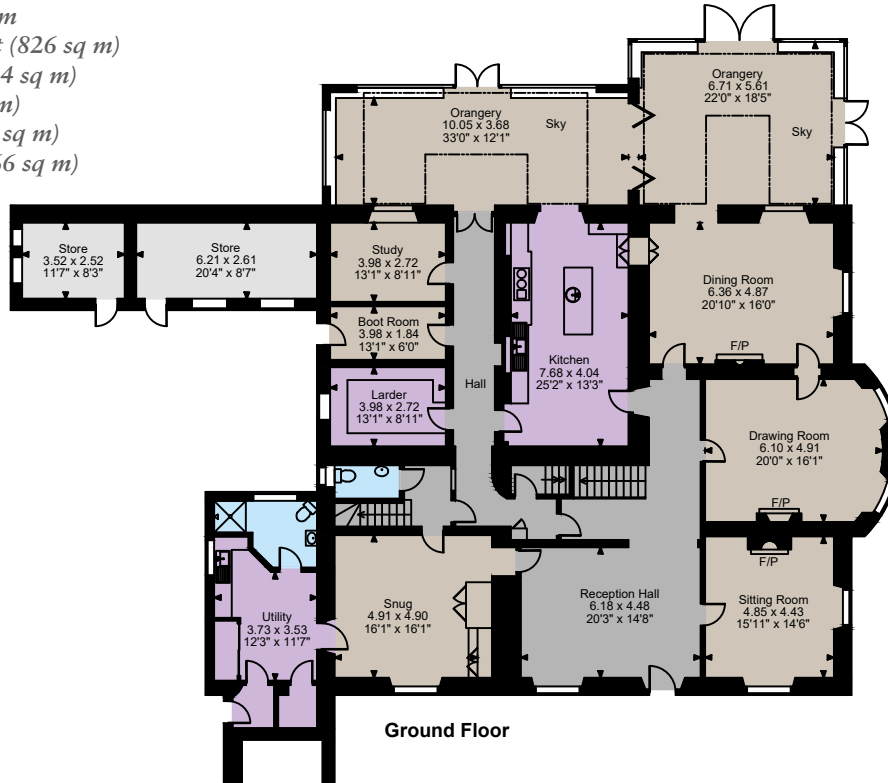 m
t (826 sq m)
4 sq m)
m)
sq m)
66 sq m)
Orangery
6.71 x 5.61
22'0" x 18'5"
Sky
Orangery
10.05 x 3.68
33'0" x 12'1"
Sky
Store
3.52 x 2.52
11'7" x 8'3"
Store
6.21 x 2.61
20'4" x 8'7"
Study
3.98 x 2.72
13'1" x 8'11"
Dining Room
6.36 x 4.87
20'10" x 16'0"
F/P
Boot Room
3.98 x 1.84
13'1" x 6'0"
Kitchen
7.68 x 4.04
25'2" x 13'3"
Hall
Larder
3.98 x 2.72
13'1" x 8'11"
Drawing Room
6.10 x 4.91
20'0" x 16'1"
F/P
F/P
Reception Hall
6.18 x 4.48
20'3" x 14'8"
Sitting Room
4.85 x 4.43
15'11" x 14'6"
Snug
4.91 x 4.90
16'1" x 16'1"
Utility
3.73 x 3.53
12'3" x 11'7"
Ground Floor